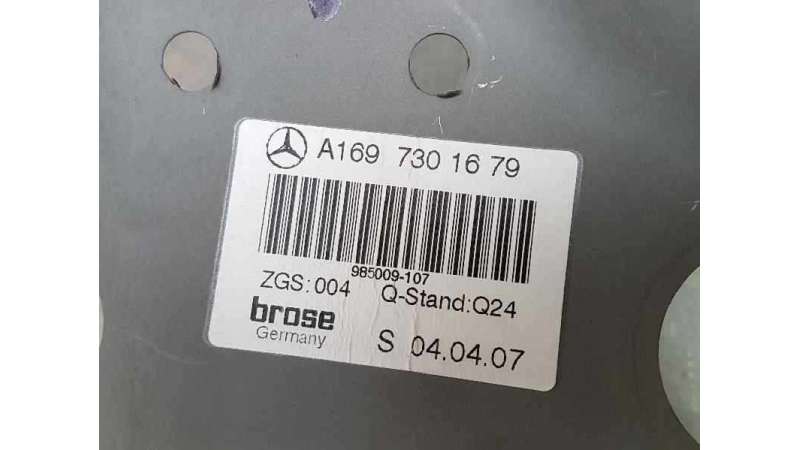 A169 730 16 79
985009-107
ZGS:004 Q-Stand:Q24
brose
Germany
S 04.04.07